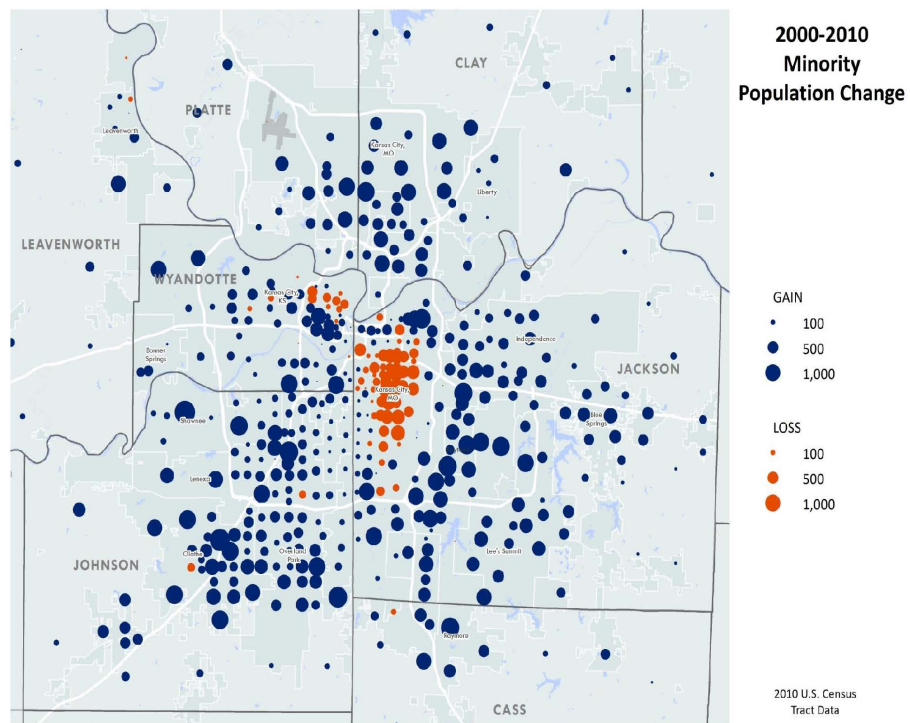 2000-2010
Minority
Population Change
CLAY
PLATTE
Kansas City,
MO
Leavenworth
Liberty
LEAVENWORTH
WYANDOTTE
Kansas City,
KS
GAIN
100
500
1,000
Independence
Bonner
Springs
JACKSON
Kansas City,
MO
Blue
Springs
Shawnee
LOSS
100
500
1,000
Lenexa
Olathe
Overland
Park
Lee's Summit
JOHNSON
Raymore
CASS
2010 U.S. Census
Tract Data